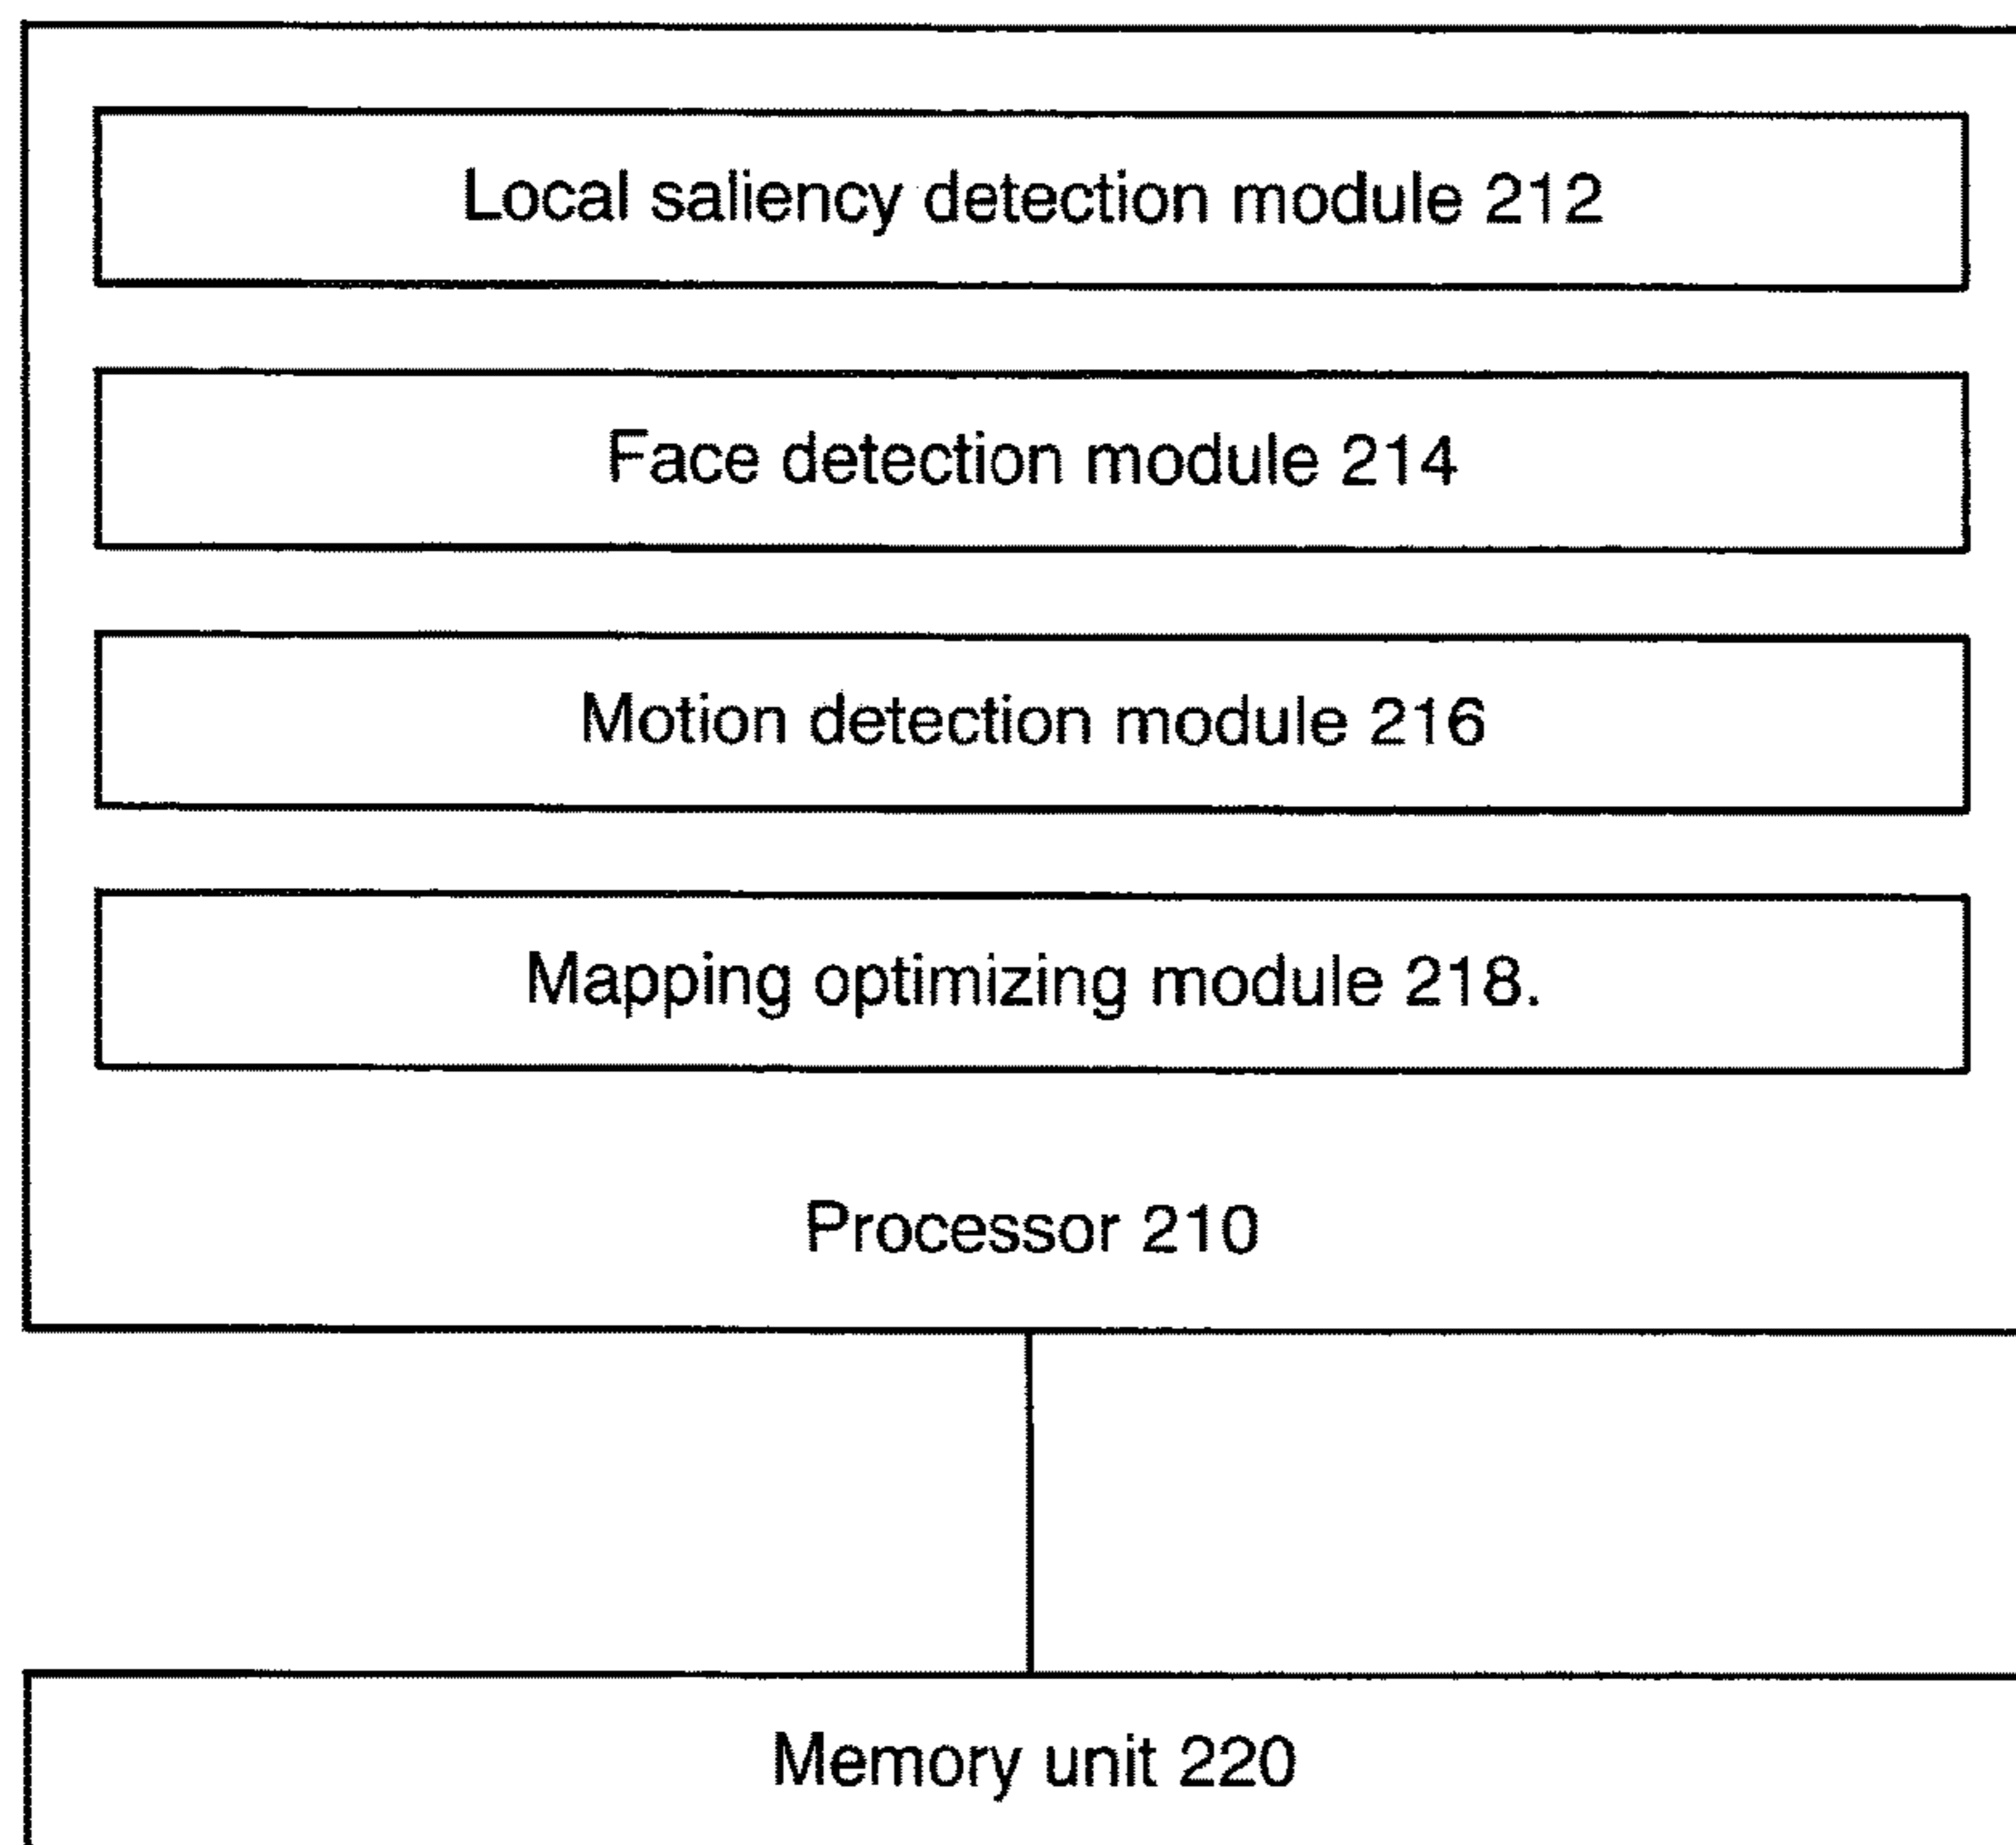 Local saliency detection module 212
Face detection module 214
Motion detection module 216
Mapping optimizing module 218.
Processor 210
Memory unit 220